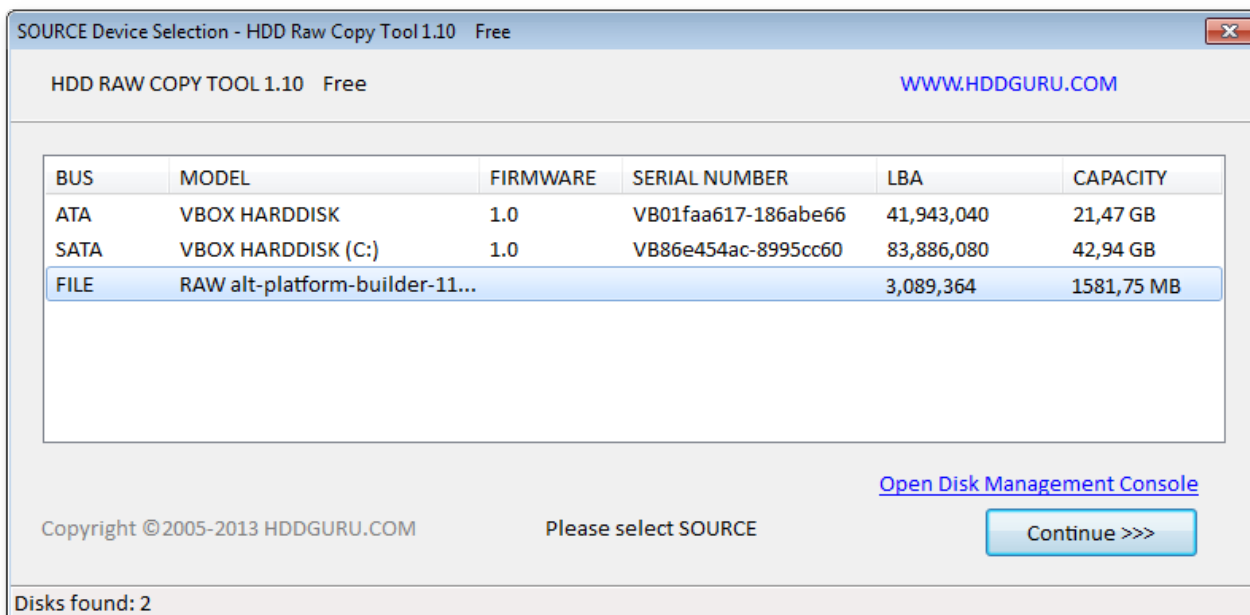 SOURCE Device Selection - HDD Raw Copy Tool 1.10 Free
HDD RAW COPY TOOL 1.10 Free WWW.HDDGURU.COM
BUS MODEL FIRMWARE SERIAL NUMBER LBA CAPACITY
ATA VBOX HARDDISK 1.0 VB01faa617-186abe66 41,943,040 21,47 GB
SATA VBOX HARDDISK (C:) 1.0 VB86e454ac-8995cc60 83,886,080 42,94 GB
FILE RAW alt-platform-builder-11... 3,089,364 1581,75 MB
Open Disk Management Console
Copyright ©2005-2013 HDDGURU.COM Please select SOURCE Continue >>>
Disks found: 2